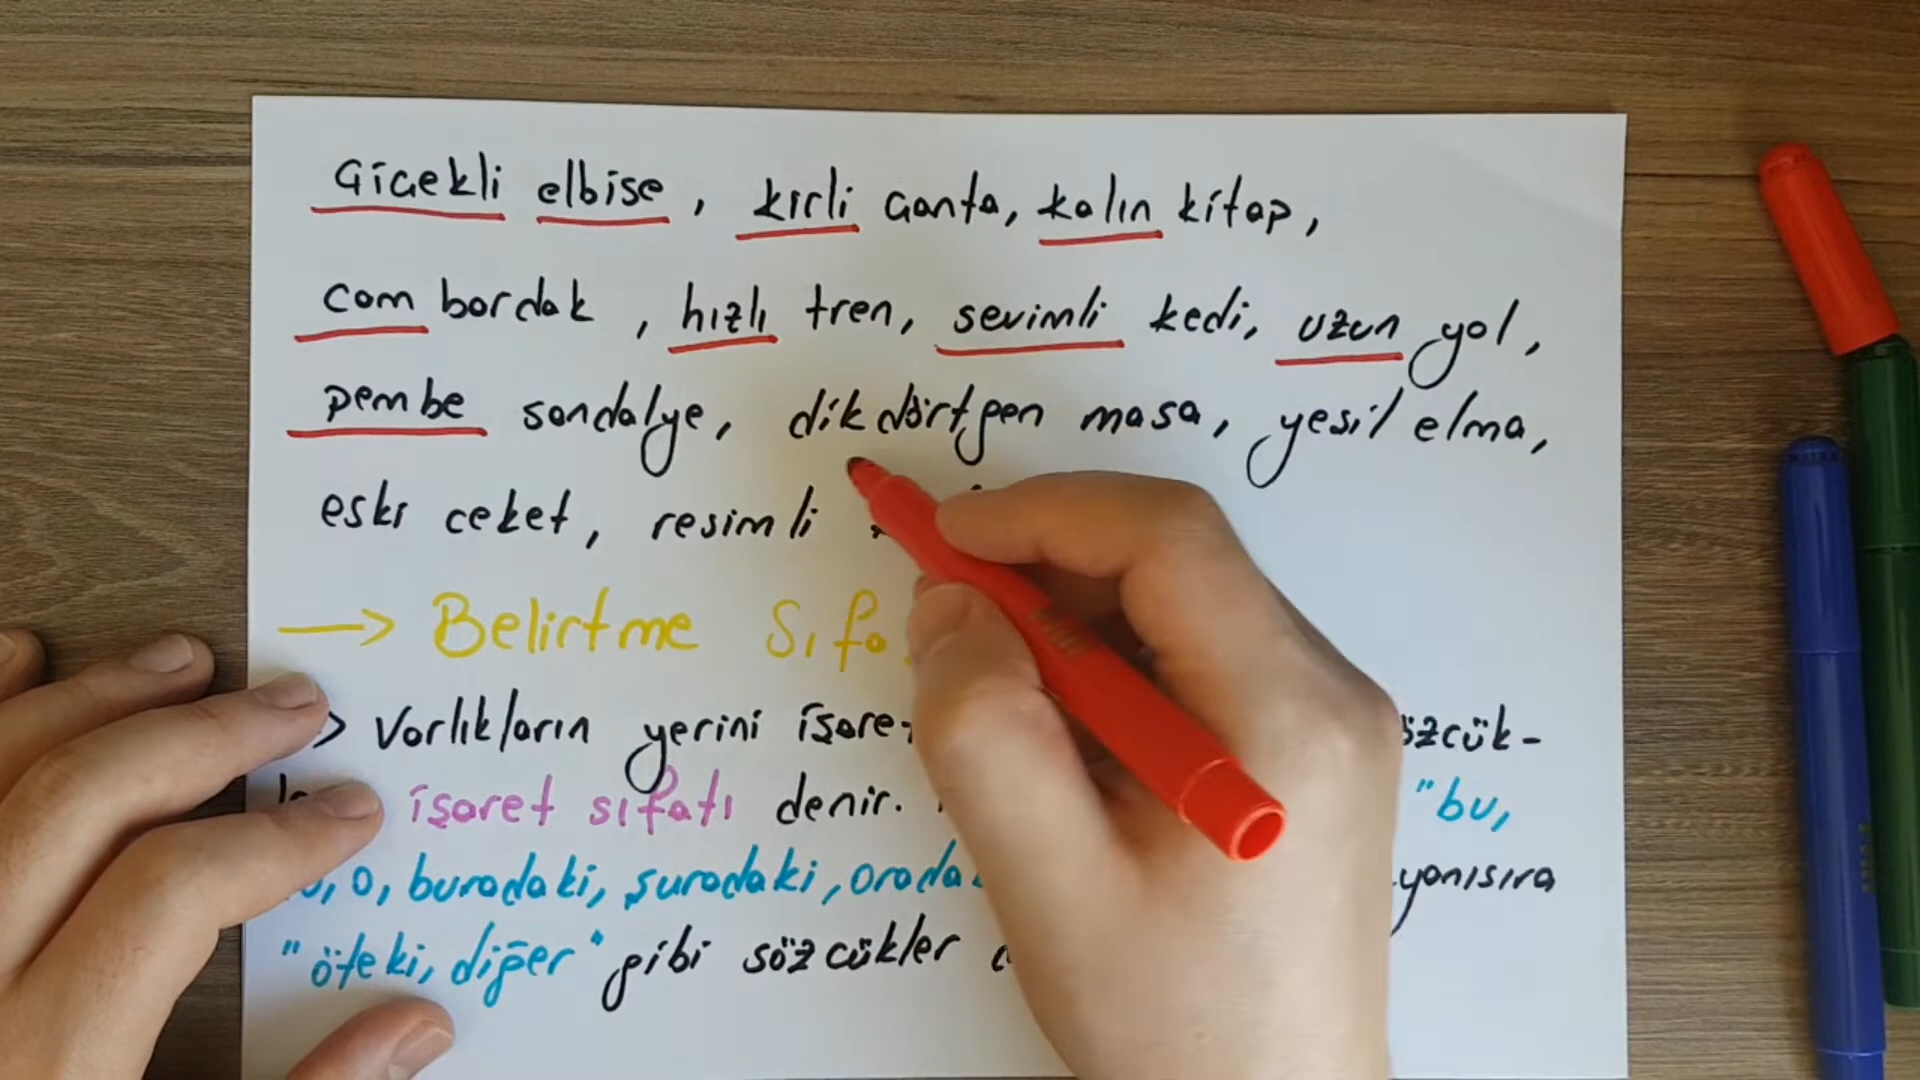 Çiçekli elbise, kirli çanta, kalın kitap,
cam bardak, hızlı tren, sevimli kedi, uzun yol,
pembe sandalye, dikdörtgen masa, yeşil elma,
eski ceket, resimli
→ Belirtme Sıfa
> Varlıkların yerini işaret sözcük-
işaret sıfatı denir. "bu,
o, buradaki, şuradaki, orada yanısıra
"öteki, diğer" gibi sözcükler